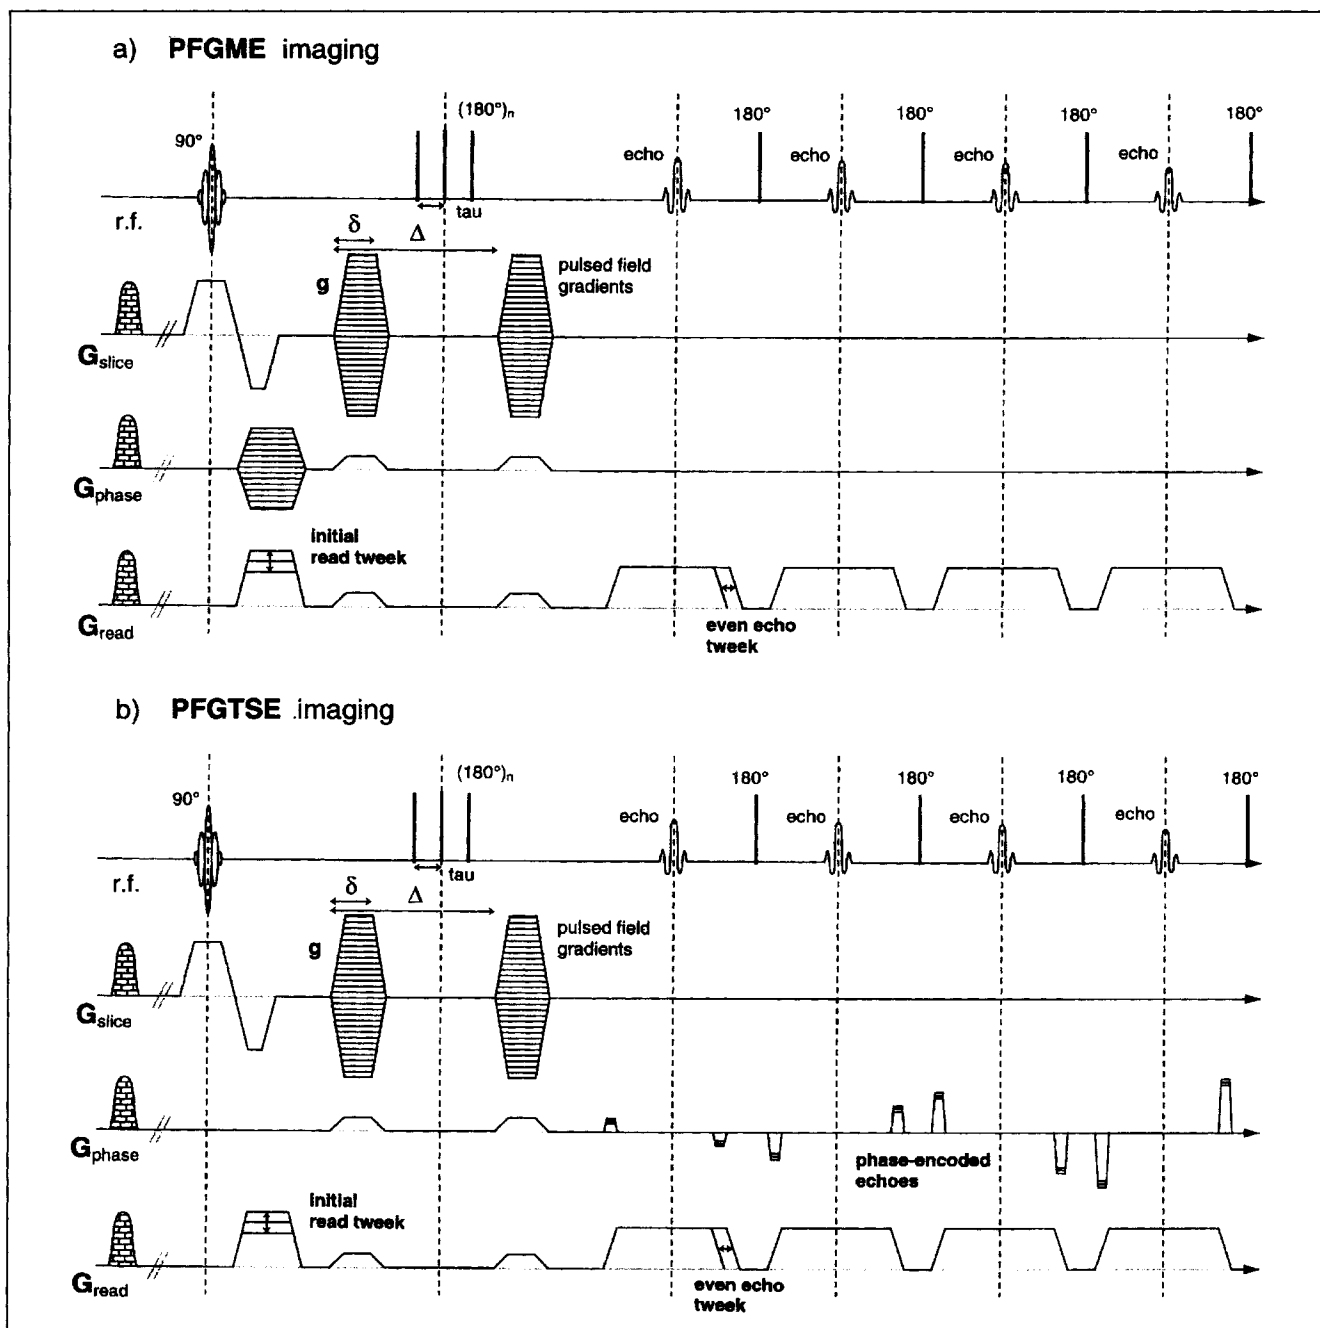 a) PFGME imaging
90°
(180°)n
echo
180°
echo
180°
echo
180°
echo
180°
r.f.
tau
δ
Δ
g
pulsed field
gradients
Gslice
Gphase
initial
read tweek
Gread
even echo
tweek
b) PFGTSE .imaging
90°
(180°)n
echo
180°
echo
180°
echo
180°
echo
180°
r.f.
tau
δ
Δ
g
pulsed field
gradients
Gslice
Gphase
phase-encoded
echoes
initial
read tweek
Gread
even echo
tweek